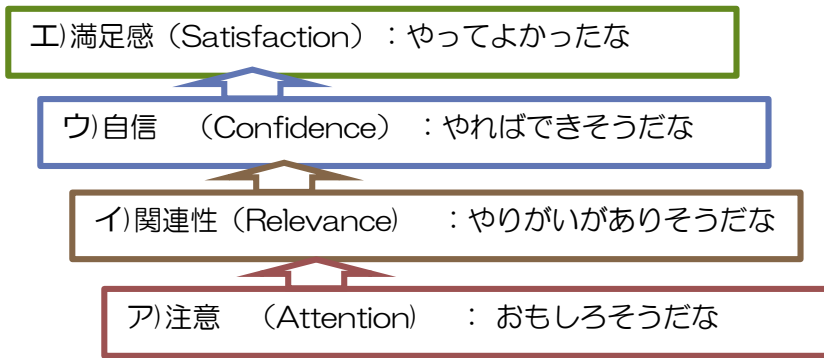 エ)満足感（Satisfaction）：やってよかったな
ウ)自信　（Confidence）：やればできそうだな
イ)関連性（Relevance)　：やりがいがありそうだな
ア)注意　（Attention)　： おもしろそうだな